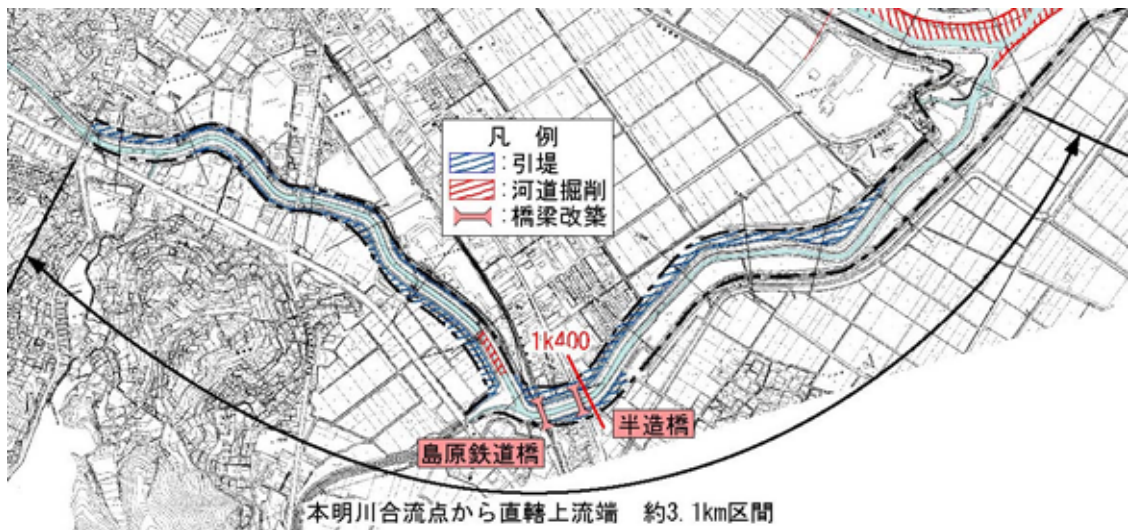 凡 例
:引堤
:河道掘削
:橋梁改築
1k400
半造橋
島原鉄道橋
本明川合流点から直轄上流端 約3.1km区間